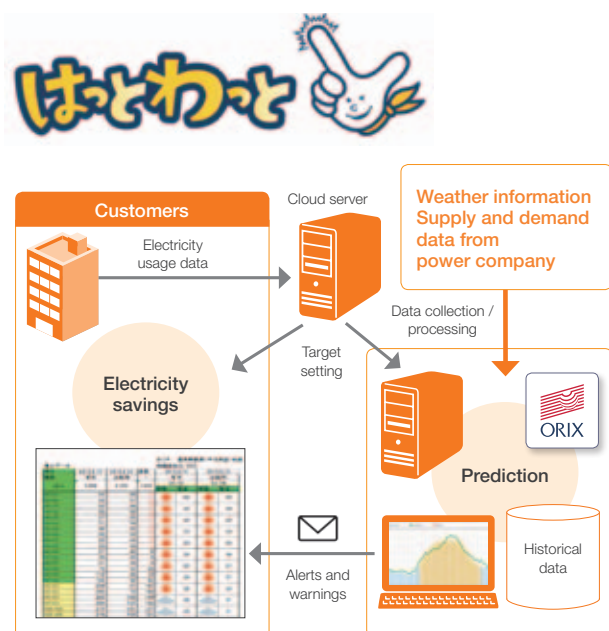 はっとわっと
Customers
Cloud server
Weather information
Supply and demand
data from
power company
Electricity
usage data
Data collection /
processing
Target
setting
Electricity
savings
ORIX
Prediction
Historical
data
Alerts and
warnings